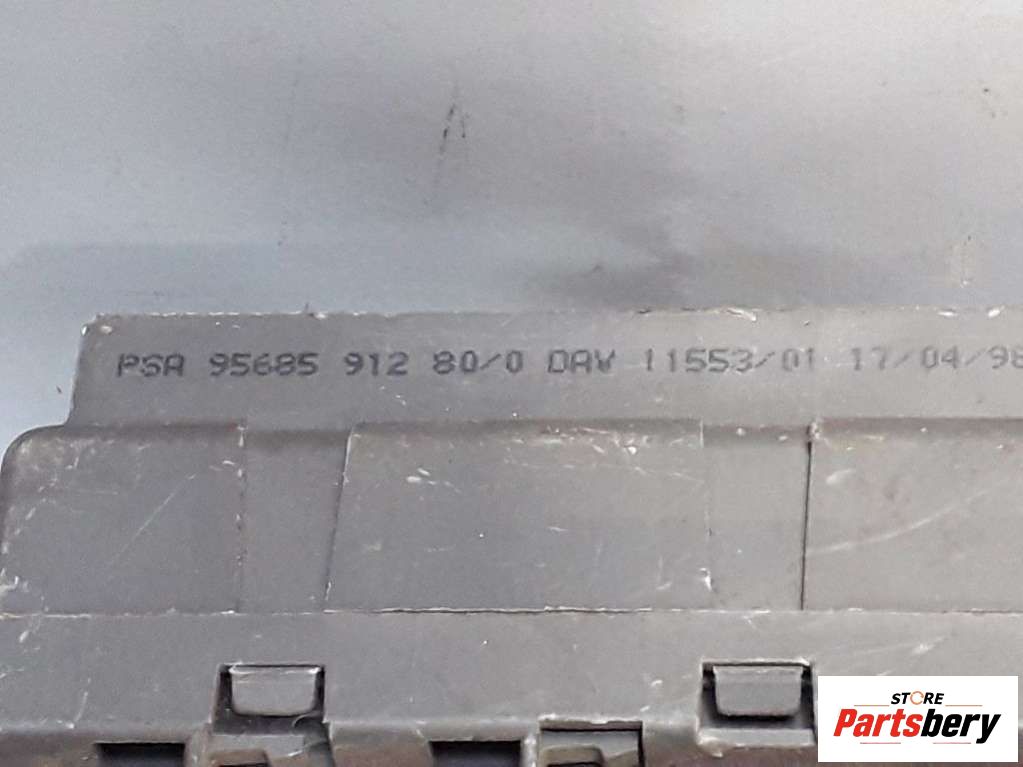 PSA 95685 912 80/0 DAV 11553/01 17/04/98
STORE
Partsbery